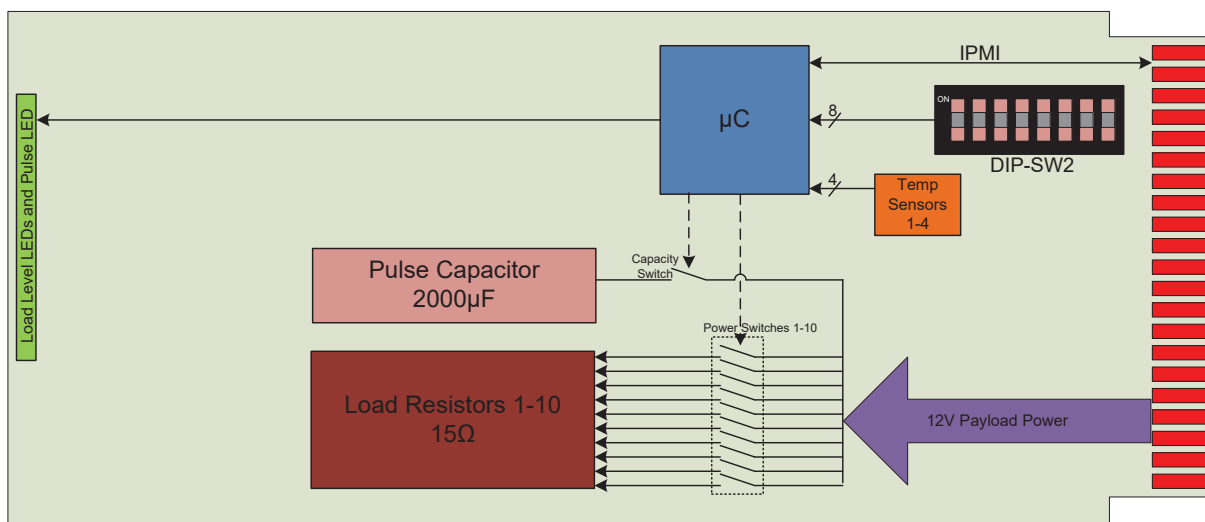 IPMI
µC
ON
8
DIP-SW2
4
Temp
Sensors
1-4
Load Level LEDs and Pulse LED
Pulse Capacitor
2000µF
Capacity
Switch
Power Switches 1-10
Load Resistors 1-10
15Ω
12V Payload Power